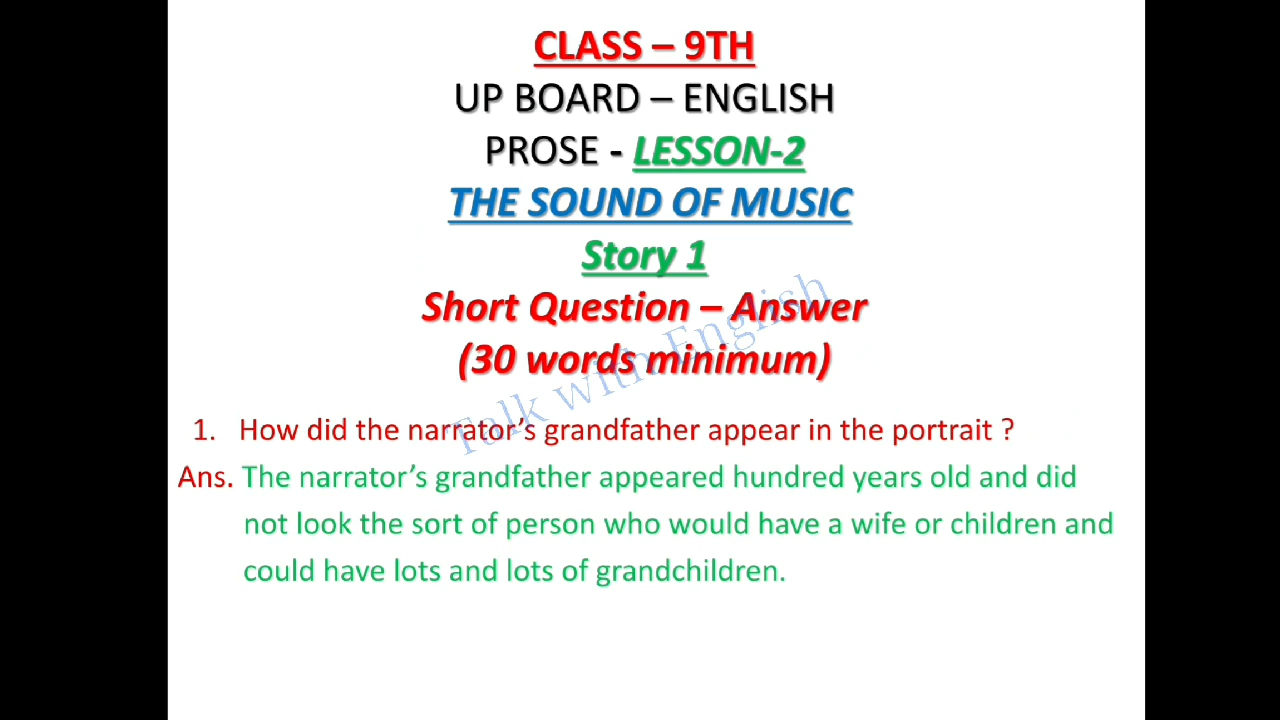 CLASS – 9TH
UP BOARD – ENGLISH
PROSE - LESSON-2
THE SOUND OF MUSIC
Story 1
Short Question – Answer
(30 words minimum)
Talk with English
1. How did the narrator’s grandfather appear in the portrait ?
Ans. The narrator’s grandfather appeared hundred years old and did
not look the sort of person who would have a wife or children and
could have lots and lots of grandchildren.